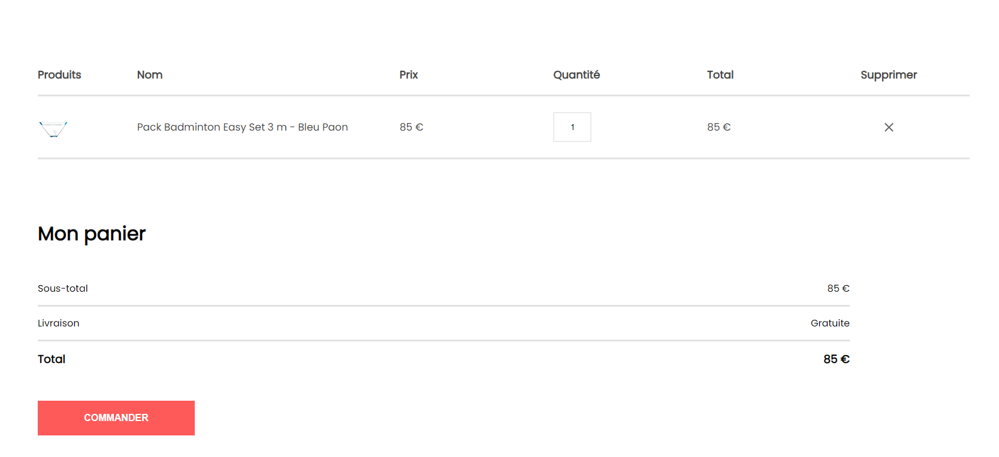 Produits Nom Prix Quantité Total Supprimer
Pack Badminton Easy Set 3 m - Bleu Paon 85 € 1 85 €
Mon panier
Sous-total 85 €
Livraison Gratuite
Total 85 €
COMMANDER